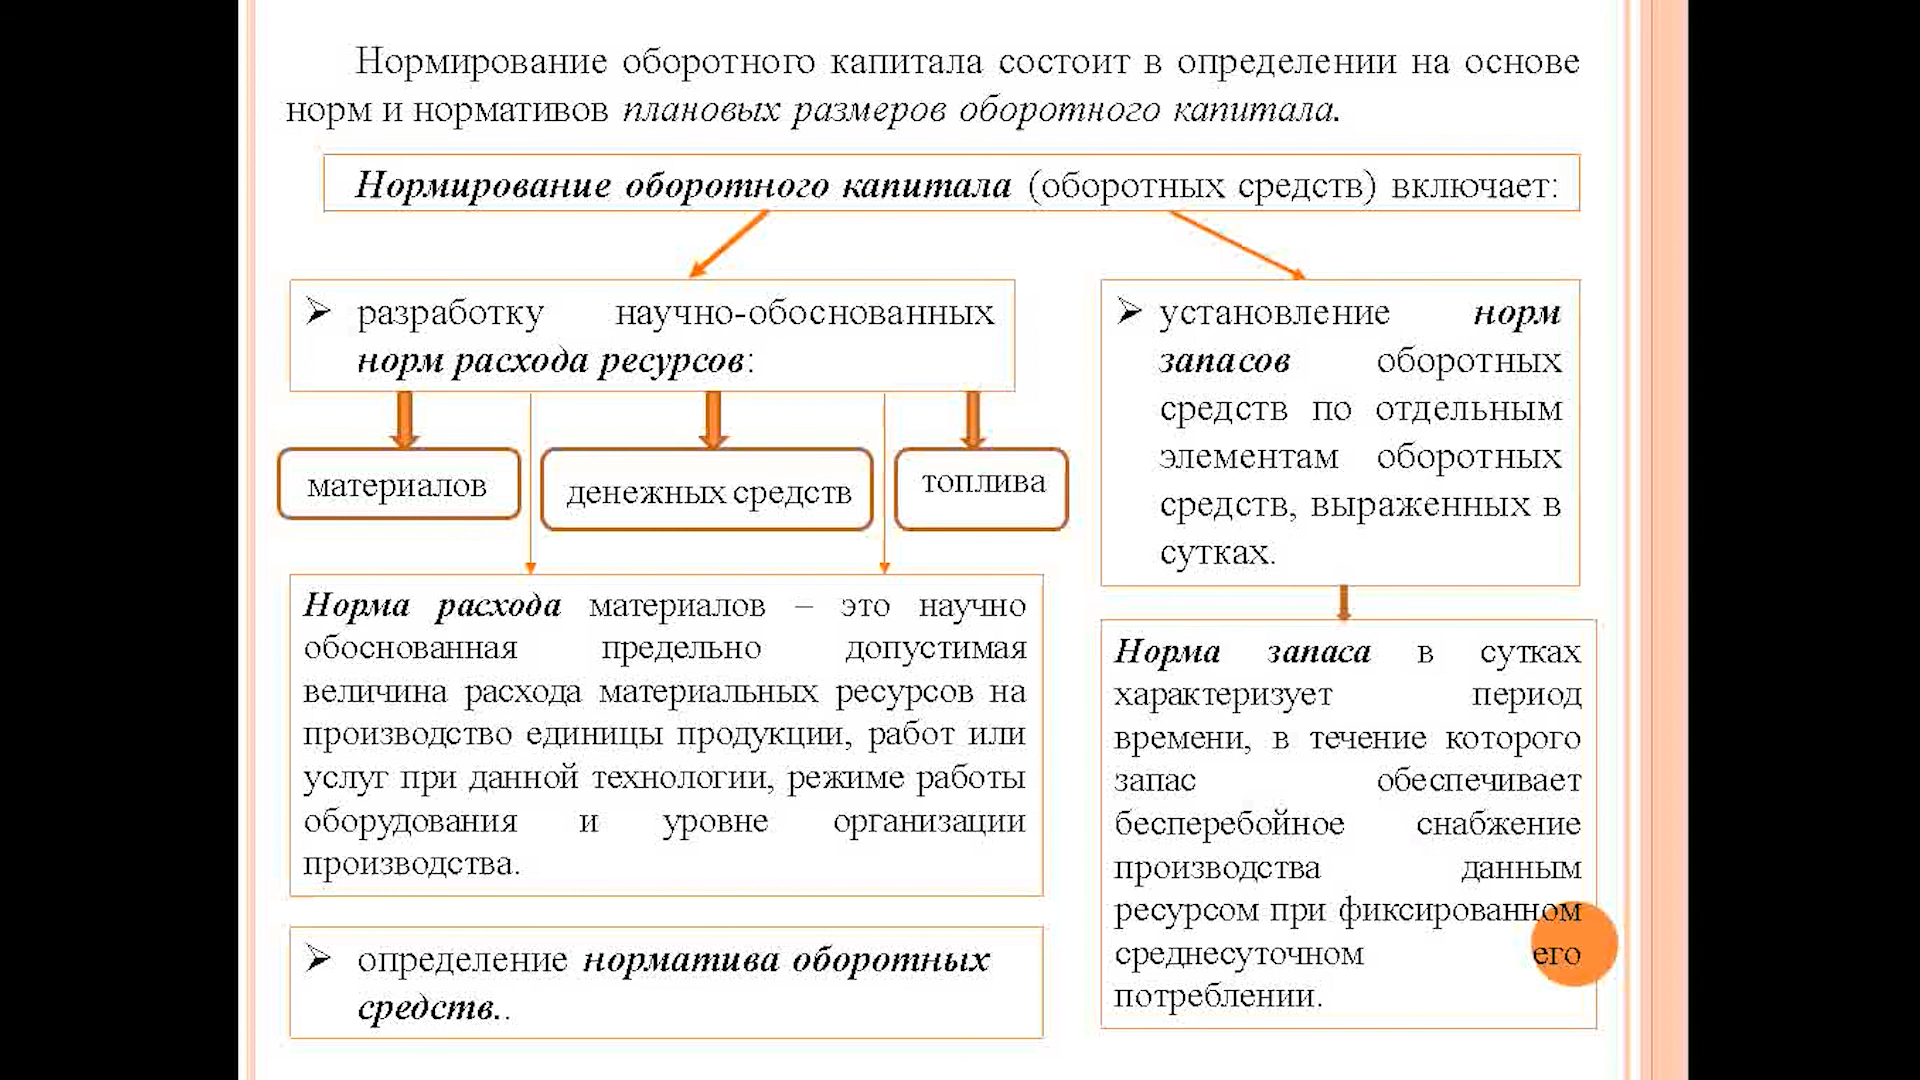 Нормирование оборотного капитала состоит в определении на основе
норм и нормативов плановых размеров оборотного капитала.
Нормирование оборотного капитала (оборотных средств) включает:
разработку научно-обоснованных
норм расхода ресурсов:
материалов
денежных средств
топлива
Норма расхода материалов – это научно
обоснованная предельно допустимая
величина расхода материальных ресурсов на
производство единицы продукции, работ или
услуг при данной технологии, режиме работы
оборудования и уровне организации
производства.
определение норматива оборотных
средств..
установление норм
запасов оборотных
средств по отдельным
элементам оборотных
средств, выраженных в
сутках.
Норма запаса в сутках
характеризует период
времени, в течение которого
запас обеспечивает
бесперебойное снабжение
производства данным
ресурсом при фиксированном
среднесуточном его
потреблении.